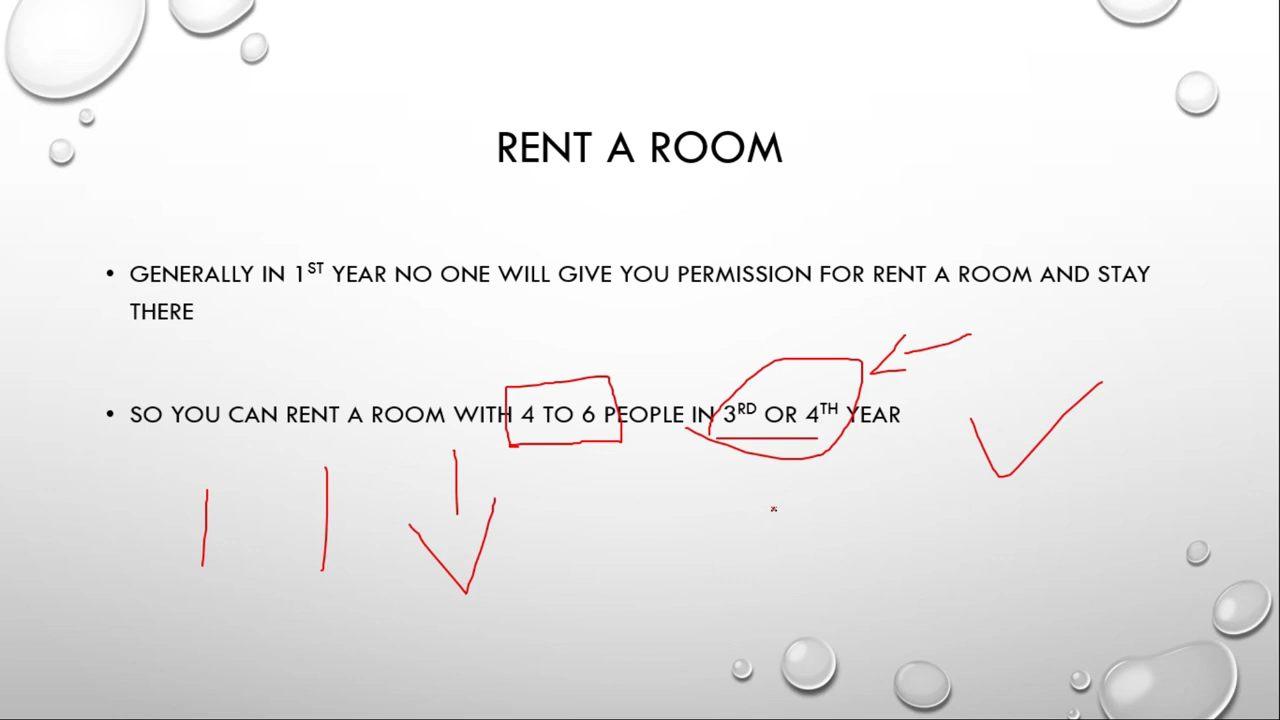 RENT A ROOM
• GENERALLY IN 1ST YEAR NO ONE WILL GIVE YOU PERMISSION FOR RENT A ROOM AND STAY
THERE
• SO YOU CAN RENT A ROOM WITH 4 TO 6 PEOPLE IN 3RD OR 4TH YEAR